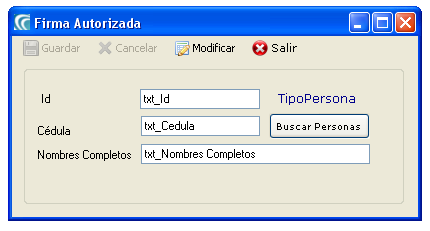 Firma Autorizada
Guardar Cancelar Modificar Salir
Id txt_Id TipoPersona
Cédula txt_Cedula Buscar Personas
Nombres Completos txt_Nombres Completos